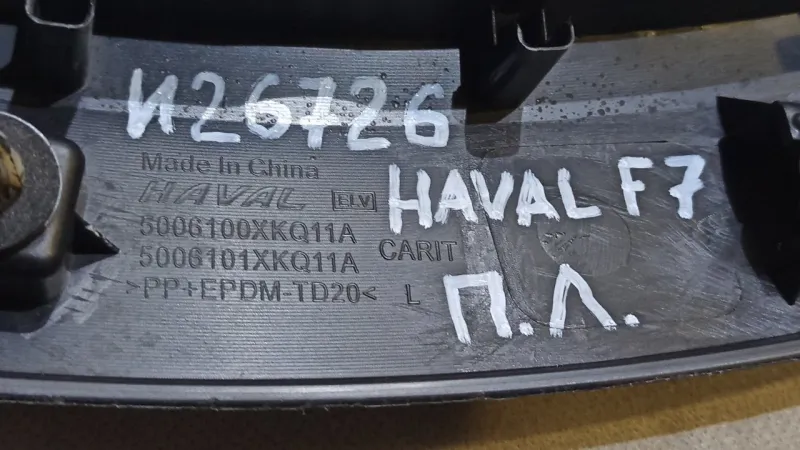 И26726
Made In China
HAVAL ELV
HAVAL F7
5006100XKQ11A
5006101XKQ11A
CARIT
>PP+EPDM-TD20< L
П.Л.